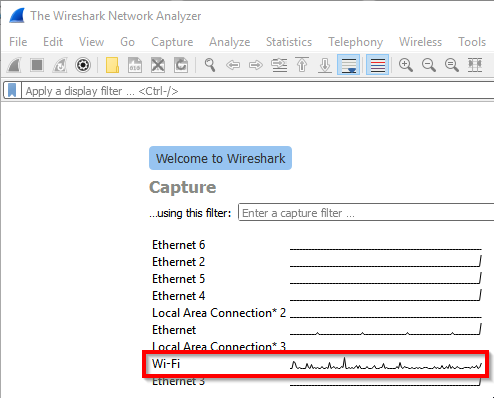 The Wireshark Network Analyzer
File Edit View Go Capture Analyze Statistics Telephony Wireless Tools
Apply a display filter ... <Ctrl-/>
Welcome to Wireshark
Capture
...using this filter: Enter a capture filter ...
Ethernet 6
Ethernet 2
Ethernet 5
Ethernet 4
Local Area Connection* 2
Ethernet
Local Area Connection* 3
Wi-Fi
Ethernet 3